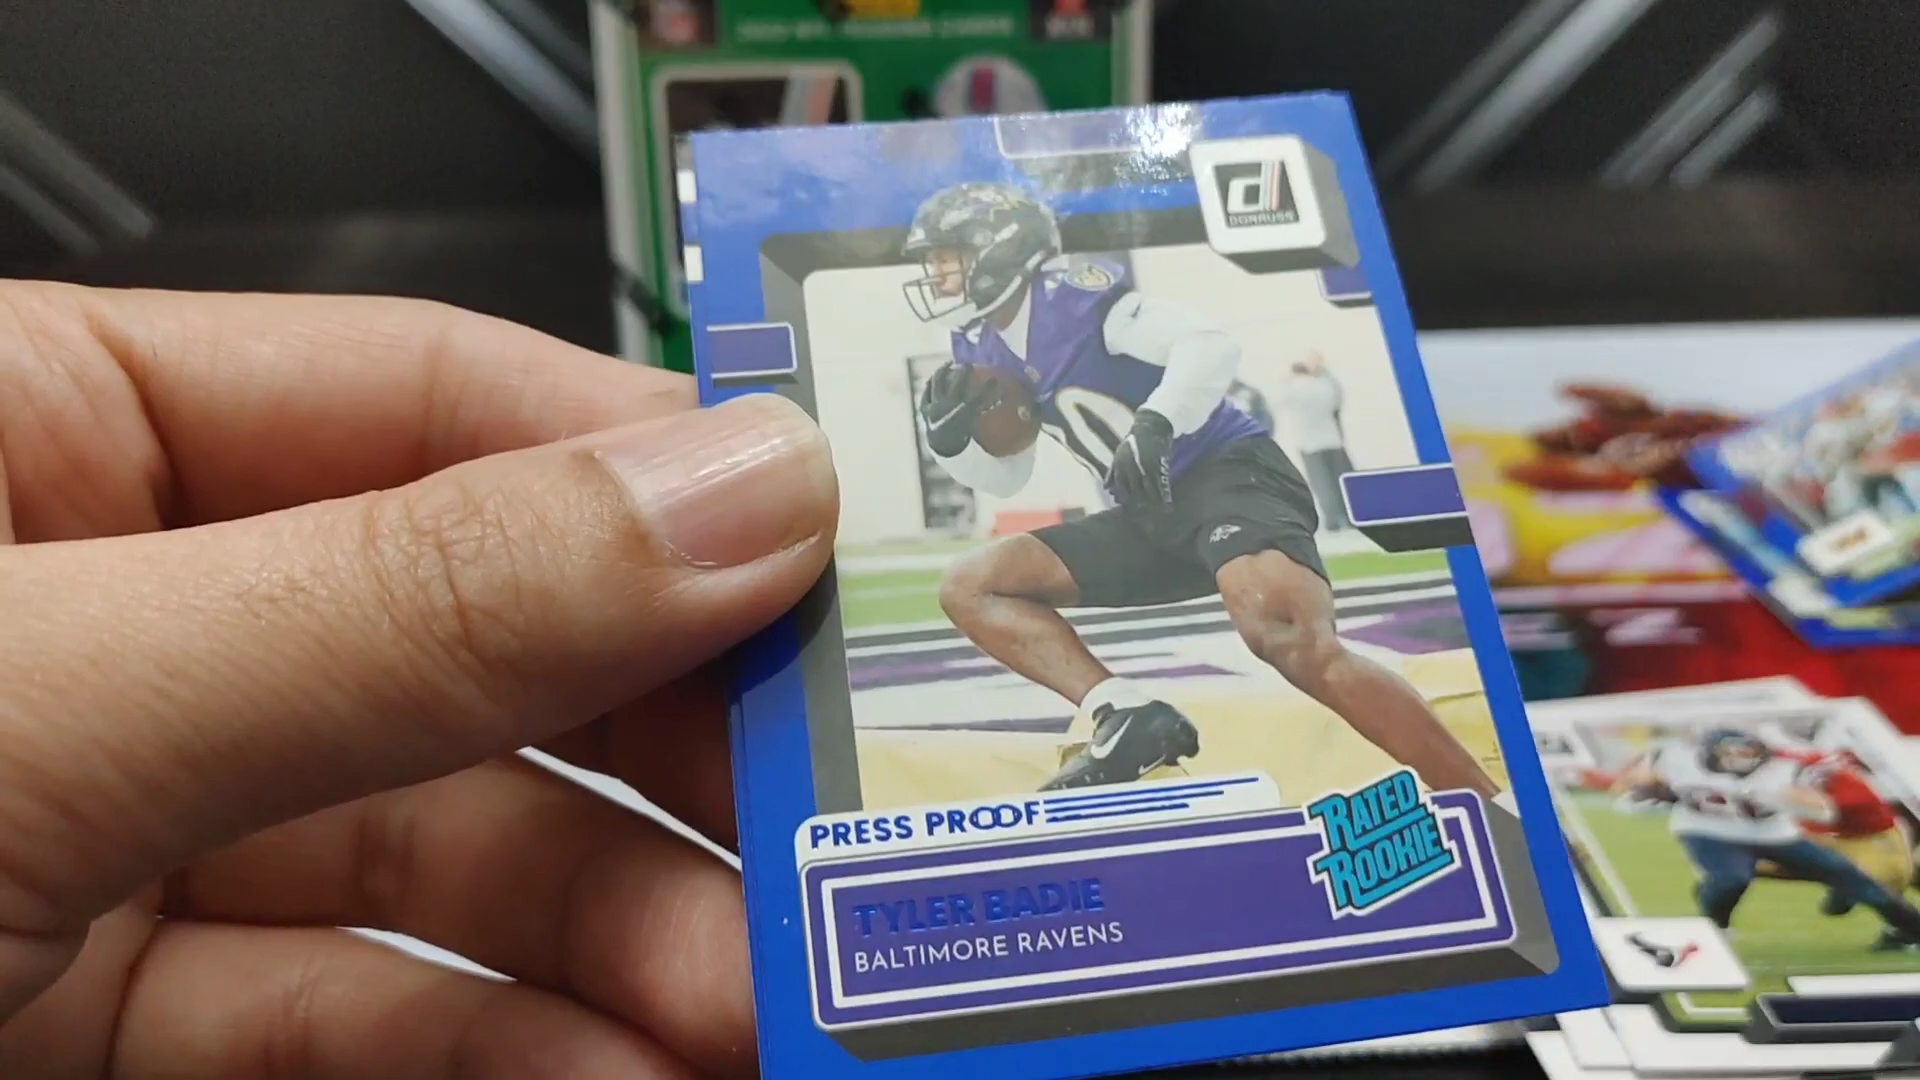 DONRUSS
PRESS PROOF
TYLER BADIE
BALTIMORE RAVENS
RATED
ROOKIE